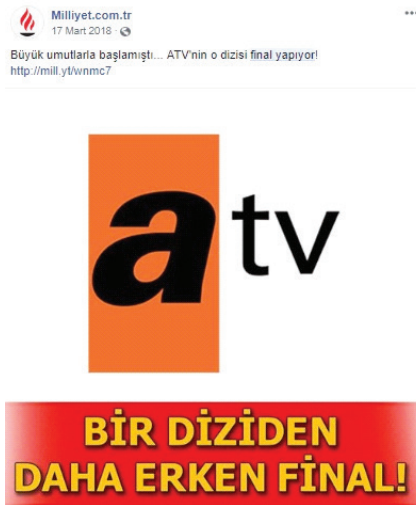 Milliyet.com.tr
17 Mart 2018 ·
Büyük umutlarla başlamıştı... ATV'nin o dizisi final yapıyor!
http://mill.yt/wnmc7
atv
BİR DİZİDEN
DAHA ERKEN FİNAL!